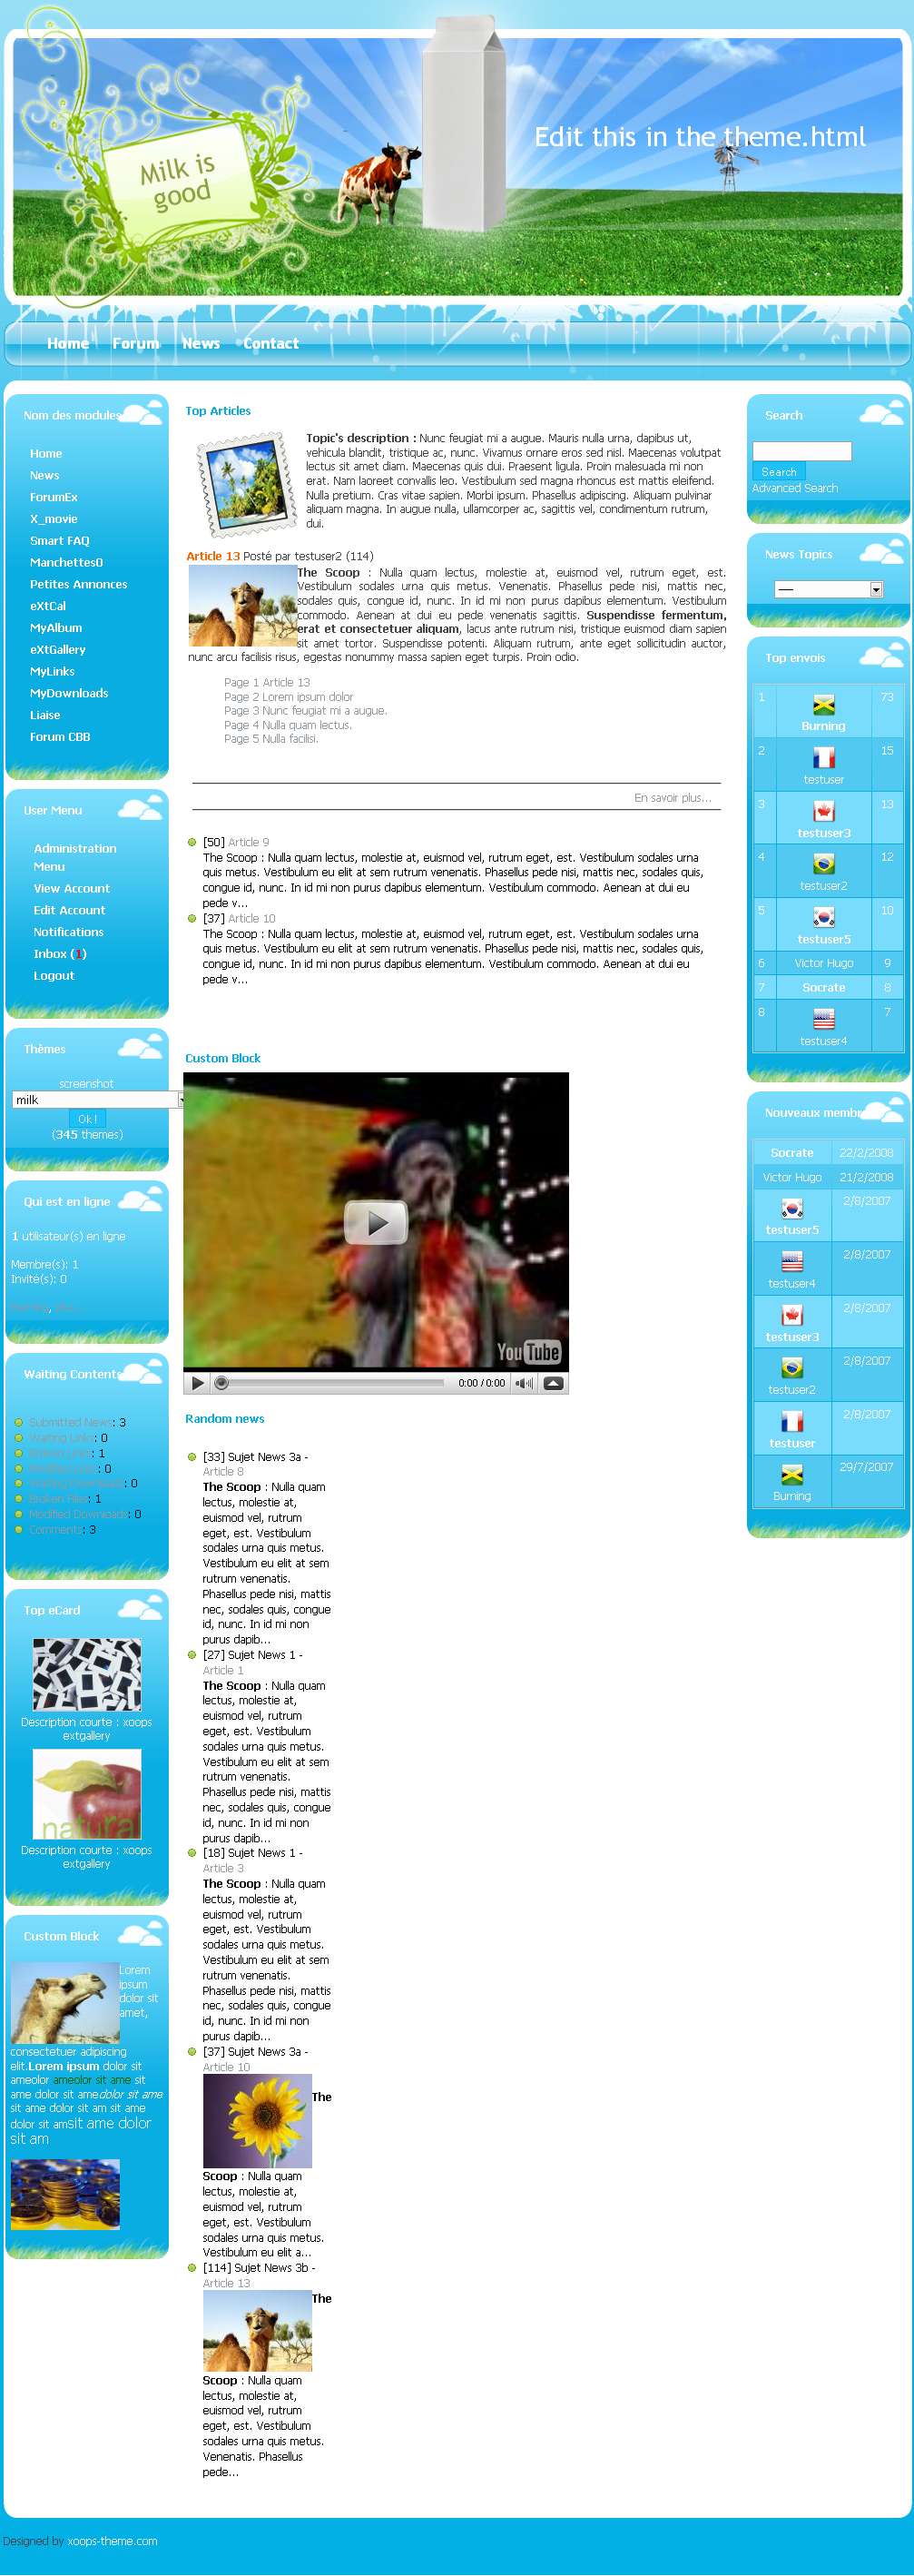 Milk is
good
Edit this in the theme.html
Home Forum News Contact
Nom des modules
Home
News
ForumEx
X_movie
Smart FAQ
Manchettes0
Petites Annonces
eXtCal
MyAlbum
eXtGallery
MyLinks
MyDownloads
Liaise
Forum CBB
User Menu
Administration
Menu
View Account
Edit Account
Notifications
Inbox (1)
Logout
Thèmes
screenshot
milk
Ok !
(345 themes)
Qui est en ligne
1 utilisateur(s) en ligne
Membre(s): 1
Invité(s): 0
Waiting Contents
Submitted News: 3
Waiting Links: 0
: 1
: 0
: 0
Broken Files: 1
Modified Downloads: 0
Comments: 3
Top eCard
Description courte : xoops
extgallery
natural
Description courte : xoops
extgallery
Custom Block
Lorem
ipsum
dolor sit
amet,
consectetuer adipiscing
elit.Lorem ipsum dolor sit
ameolor ameolor sit ame sit
ame dolor sit ame dolor sit ame
sit ame dolor sit am sit ame
dolor sit amsit ame dolor
sit am
Top Articles
Topic's description : Nunc feugiat mi a augue. Mauris nulla urna, dapibus ut,
vehicula blandit, tristique ac, nunc. Vivamus ornare eros sed nisl. Maecenas volutpat
lectus sit amet diam. Maecenas quis dui. Praesent ligula. Proin malesuada mi non
erat. Nam laoreet convallis leo. Vestibulum sed magna rhoncus est mattis eleifend.
Nulla pretium. Cras vitae sapien. Morbi ipsum. Phasellus adipiscing. Aliquam pulvinar
aliquam magna. In augue nulla, ullamcorper ac, sagittis vel, condimentum rutrum,
dui.
Article 13 Posté par testuser2 (114)
The Scoop : Nulla quam lectus, molestie at, euismod vel, rutrum eget, est.
Vestibulum sodales urna quis metus. Venenatis. Phasellus pede nisi, mattis nec,
sodales quis, congue id, nunc. In id mi non purus dapibus elementum. Vestibulum
commodo. Aenean at dui eu pede venenatis sagittis. Suspendisse fermentum,
erat et consectetuer aliquam, lacus ante rutrum nisi, tristique euismod diam sapien
sit amet tortor. Suspendisse potenti. Aliquam rutrum, ante eget sollicitudin auctor,
nunc arcu facilisis risus, egestas nonummy massa sapien eget turpis. Proin odio.
Page 1 Article 13
Page 2 Lorem ipsum dolor
Page 3 Nunc feugiat mi a augue.
Page 4 Nulla quam lectus.
Page 5 Nulla facilisi.
En savoir plus...
[50] Article 9
The Scoop : Nulla quam lectus, molestie at, euismod vel, rutrum eget, est. Vestibulum sodales urna
quis metus. Vestibulum eu elit at sem rutrum venenatis. Phasellus pede nisi, mattis nec, sodales quis,
congue id, nunc. In id mi non purus dapibus elementum. Vestibulum commodo. Aenean at dui eu
pede v...
[37] Article 10
The Scoop : Nulla quam lectus, molestie at, euismod vel, rutrum eget, est. Vestibulum sodales urna
quis metus. Vestibulum eu elit at sem rutrum venenatis. Phasellus pede nisi, mattis nec, sodales quis,
congue id, nunc. In id mi non purus dapibus elementum. Vestibulum commodo. Aenean at dui eu
pede v...
Custom Block
YouTube
0:00 / 0:00
Random news
[33] Sujet News 3a -
Article 8
The Scoop : Nulla quam
lectus, molestie at,
euismod vel, rutrum
eget, est. Vestibulum
sodales urna quis metus.
Vestibulum eu elit at sem
rutrum venenatis.
Phasellus pede nisi, mattis
nec, sodales quis, congue
id, nunc. In id mi non
purus dapib...
[27] Sujet News 1 -
Article 1
The Scoop : Nulla quam
lectus, molestie at,
euismod vel, rutrum
eget, est. Vestibulum
sodales urna quis metus.
Vestibulum eu elit at sem
rutrum venenatis.
Phasellus pede nisi, mattis
nec, sodales quis, congue
id, nunc. In id mi non
purus dapib...
[18] Sujet News 1 -
Article 3
The Scoop : Nulla quam
lectus, molestie at,
euismod vel, rutrum
eget, est. Vestibulum
sodales urna quis metus.
Vestibulum eu elit at sem
rutrum venenatis.
Phasellus pede nisi, mattis
nec, sodales quis, congue
id, nunc. In id mi non
purus dapib...
[37] Sujet News 3a -
Article 10
The
Scoop : Nulla quam
lectus, molestie at,
euismod vel, rutrum
eget, est. Vestibulum
sodales urna quis metus.
Vestibulum eu elit a...
[114] Sujet News 3b -
Article 13
The
Scoop : Nulla quam
lectus, molestie at,
euismod vel, rutrum
eget, est. Vestibulum
sodales urna quis metus.
Venenatis. Phasellus
pede...
Search
Search
Advanced Search
News Topics
Top envois
1 Burning 73
2 testuser 15
3 testuser3 13
4 testuser2 12
5 testuser5 10
6 Victor Hugo 9
7 Socrate 8
8 testuser4 7
Nouveaux membr
Socrate 22/2/2008
Victor Hugo 21/2/2008
testuser5 2/8/2007
testuser4 2/8/2007
testuser3 2/8/2007
testuser2 2/8/2007
testuser 2/8/2007
Burning 29/7/2007
Designed by xoops-theme.com